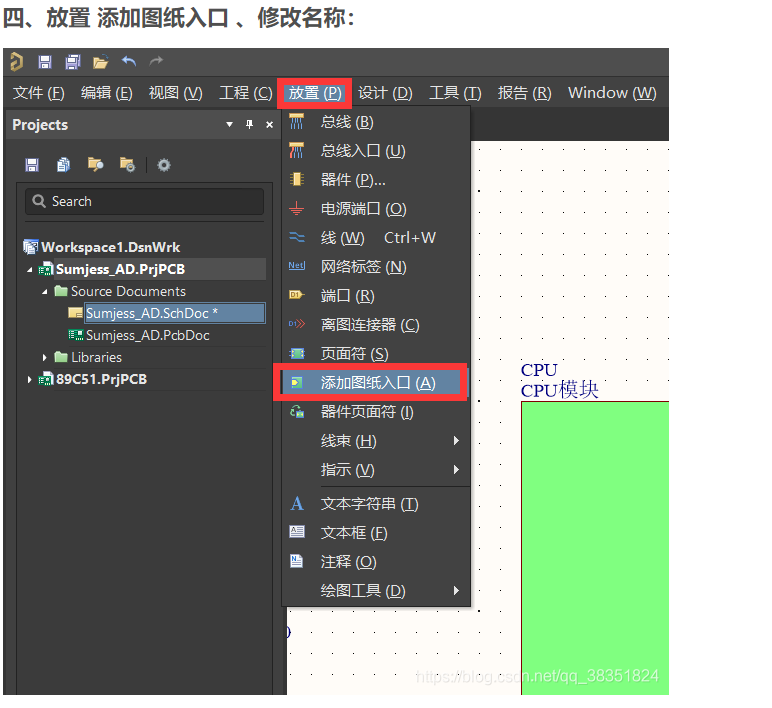 四、放置 添加图纸入口 、修改名称：
文件 (F) 编辑 (E) 视图 (V) 工程 (C) 放置 (P) 设计 (D) 工具 (T) 报告 (R) Window (W)
Projects
Search
Workspace1.DsnWrk
Sumjess_AD.PrjPCB
Source Documents
Sumjess_AD.SchDoc *
Sumjess_AD.PcbDoc
Libraries
89C51.PrjPCB
总线 (B)
总线入口 (U)
器件 (P)...
电源端口 (O)
线 (W) Ctrl+W
Net 网络标签 (N)
D1 端口 (R)
D1 离图连接器 (C)
页面符 (S)
添加图纸入口 (A)
器件页面符 (I)
线束 (H)
指示 (V)
A 文本字符串 (T)
文本框 (F)
注释 (O)
绘图工具 (D)
CPU
CPU模块
https://blog.csdn.net/qq_38351824